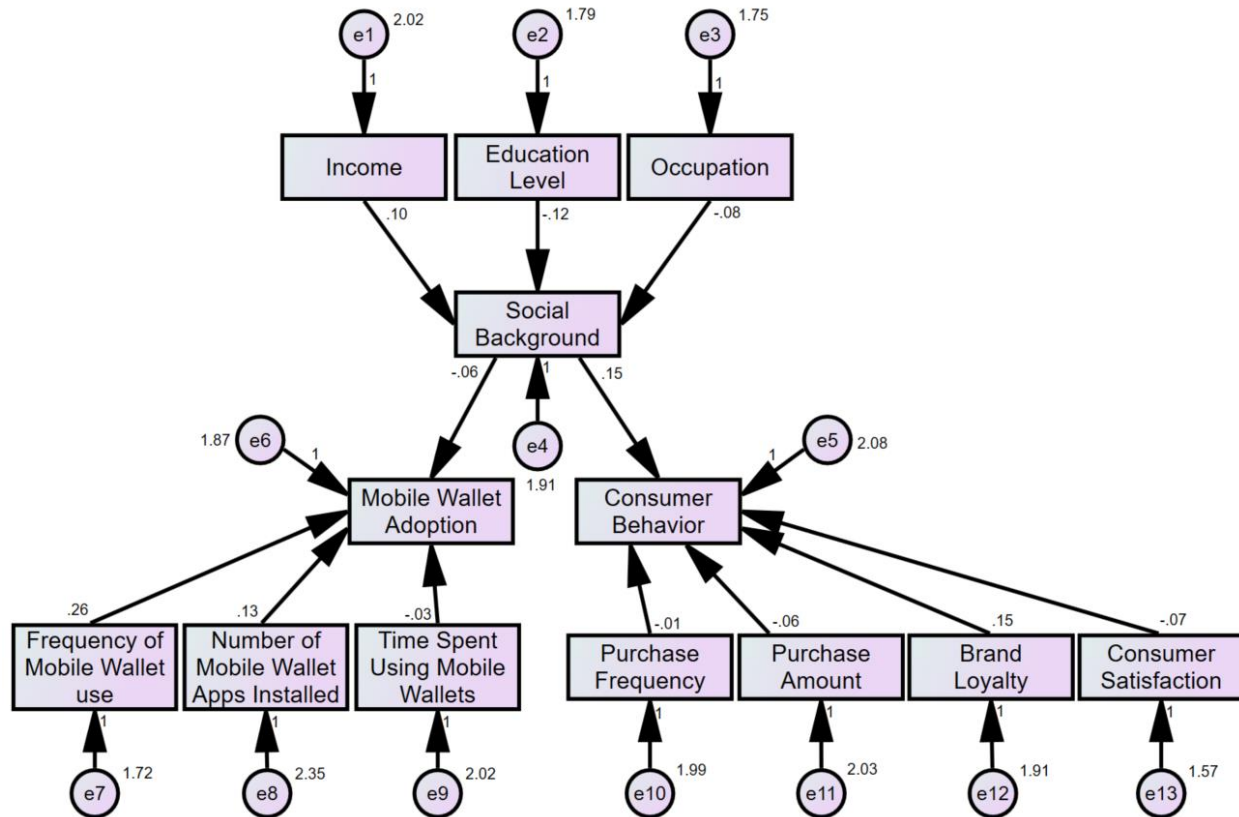 e1 2.02
e2 1.79
e3 1.75
1
1
1
Income
Education
Level
Occupation
.10
-.12
-.08
Social
Background
-.06
1
.15
1.87 e6
1
e4
1.91
1
e5 2.08
Mobile Wallet
Adoption
Consumer
Behavior
.26
.13
-.03
-.01
-.06
.15
-.07
Frequency of
Mobile Wallet
use
Number of
Mobile Wallet
Apps Installed
Time Spent
Using Mobile
Wallets
Purchase
Frequency
Purchase
Amount
Brand
Loyalty
Consumer
Satisfaction
1
1
1
1
1
1
1
e7 1.72
e8 2.35
e9 2.02
e10 1.99
e11 2.03
e12 1.91
e13 1.57